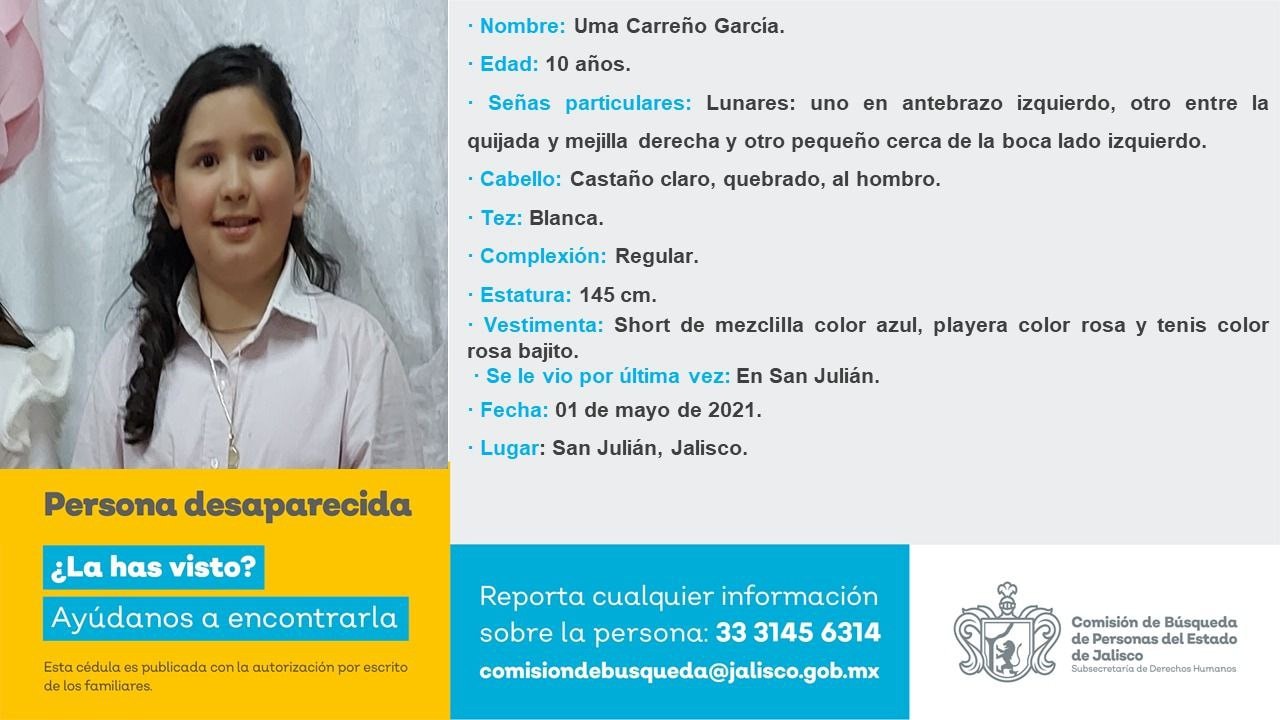 · Nombre: Uma Carreño García.
· Edad: 10 años.
· Señas particulares: Lunares: uno en antebrazo izquierdo, otro entre la
quijada y mejilla derecha y otro pequeño cerca de la boca lado izquierdo.
· Cabello: Castaño claro, quebrado, al hombro.
· Tez: Blanca.
· Complexión: Regular.
· Estatura: 145 cm.
· Vestimenta: Short de mezclilla color azul, playera color rosa y tenis color
rosa bajito.
· Se le vio por última vez: En San Julián.
· Fecha: 01 de mayo de 2021.
· Lugar: San Julián, Jalisco.
Persona desaparecida
¿La has visto?
Ayúdanos a encontrarla
Esta cédula es publicada con la autorización por escrito
de los familiares.
Reporta cualquier información
sobre la persona: 33 3145 6314
comisiondebusqueda@jalisco.gob.mx
Comisión de Búsqueda
de Personas del Estado
de Jalisco
Subsecretaría de Derechos Humanos